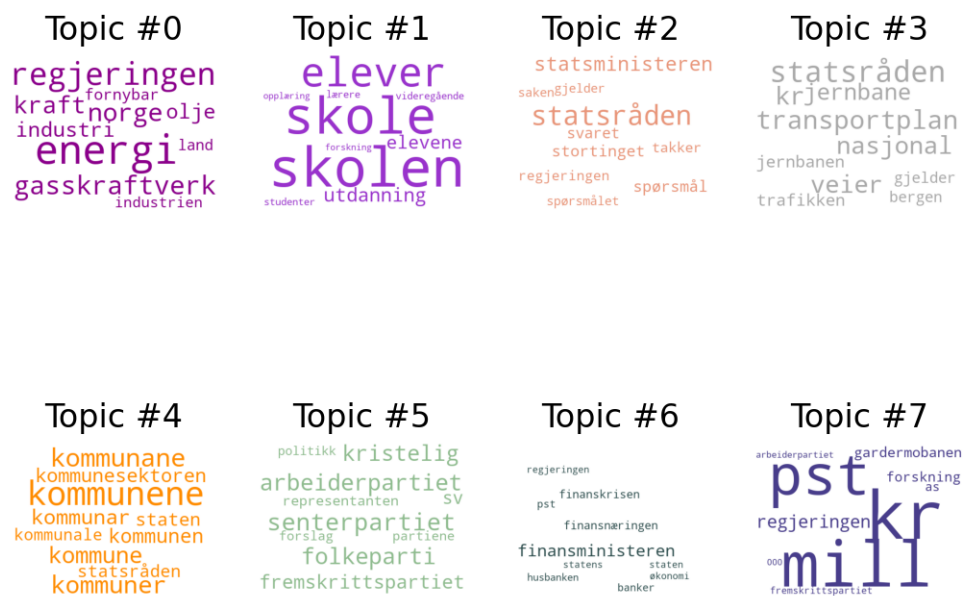 Topic #0
Topic #1
Topic #2
Topic #3
regjeringen
fornybar
kraft
norge
olje
industri
energi
land
gasskraftverk
industrien
elever
opplæring
lærere
videregående
skole
forskning
elevene
skolen
utdanning
studenter
statsministeren
saken
gjelder
statsråden
svaret
stortinget
takker
regjeringen
spørsmål
spørsmålet
statsråden
kr
jernbane
transportplan
nasjonal
jernbanen
veier
gjelder
trafikken
bergen
Topic #4
Topic #5
Topic #6
Topic #7
kommunane
kommunesektoren
kommunene
kommunar
staten
kommunale
kommunen
kommune
statsråden
kommuner
politikk
kristelig
arbeiderpartiet
representanten
sv
senterpartiet
forslag
partiene
folkeparti
fremskrittspartiet
regjeringen
finanskrisen
pst
finansnæringen
finansministeren
statens
staten
husbanken
økonomi
banker
arbeiderpartiet
gardermobanen
pst
forskning
as
regjeringen
kr
000
mill
fremskrittspartiet